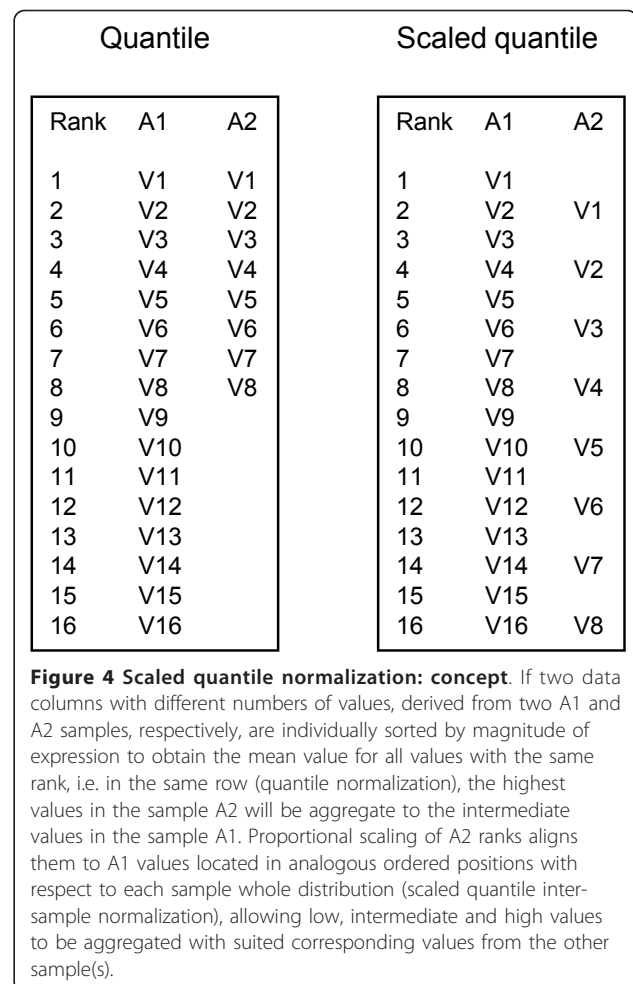 Quantile Scaled quantile
Rank A1 A2 Rank A1 A2
1 V1 V1 1 V1
2 V2 V2 2 V2 V1
3 V3 V3 3 V3
4 V4 V4 4 V4 V2
5 V5 V5 5 V5
6 V6 V6 6 V6 V3
7 V7 V7 7 V7
8 V8 V8 8 V8 V4
9 V9 9 V9
10 V10 10 V10 V5
11 V11 11 V11
12 V12 12 V12 V6
13 V13 13 V13
14 V14 14 V14 V7
15 V15 15 V15
16 V16 16 V16 V8
Figure 4 Scaled quantile normalization: concept. If two data
columns with different numbers of values, derived from two A1 and
A2 samples, respectively, are individually sorted by magnitude of
expression to obtain the mean value for all values with the same
rank, i.e. in the same row (quantile normalization), the highest
values in the sample A2 will be aggregate to the intermediate
values in the sample A1. Proportional scaling of A2 ranks aligns
them to A1 values located in analogous ordered positions with
respect to each sample whole distribution (scaled quantile inter-
sample normalization), allowing low, intermediate and high values
to be aggregated with suited corresponding values from the other
sample(s).